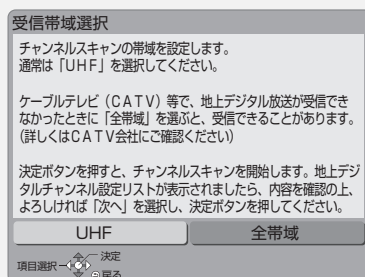 受信帯域選択
チャンネルスキャンの帯域を設定します。
通常は「UHF」を選択してください。
ケーブルテレビ(CATV)等で、地上デジタル放送が受信でき
なかったときに「全帯域」を選ぶと、受信できることがあります。
(詳しくはCATV会社にご確認ください)
決定ボタンを押すと、チャンネルスキャンを開始します。地上デジ
タルチャンネル設定リストが表示されましたら、内容を確認の上、
よろしければ「次へ」を選択し、決定ボタンを押してください。
UHF 全帯域
項目選択 決定
戻る